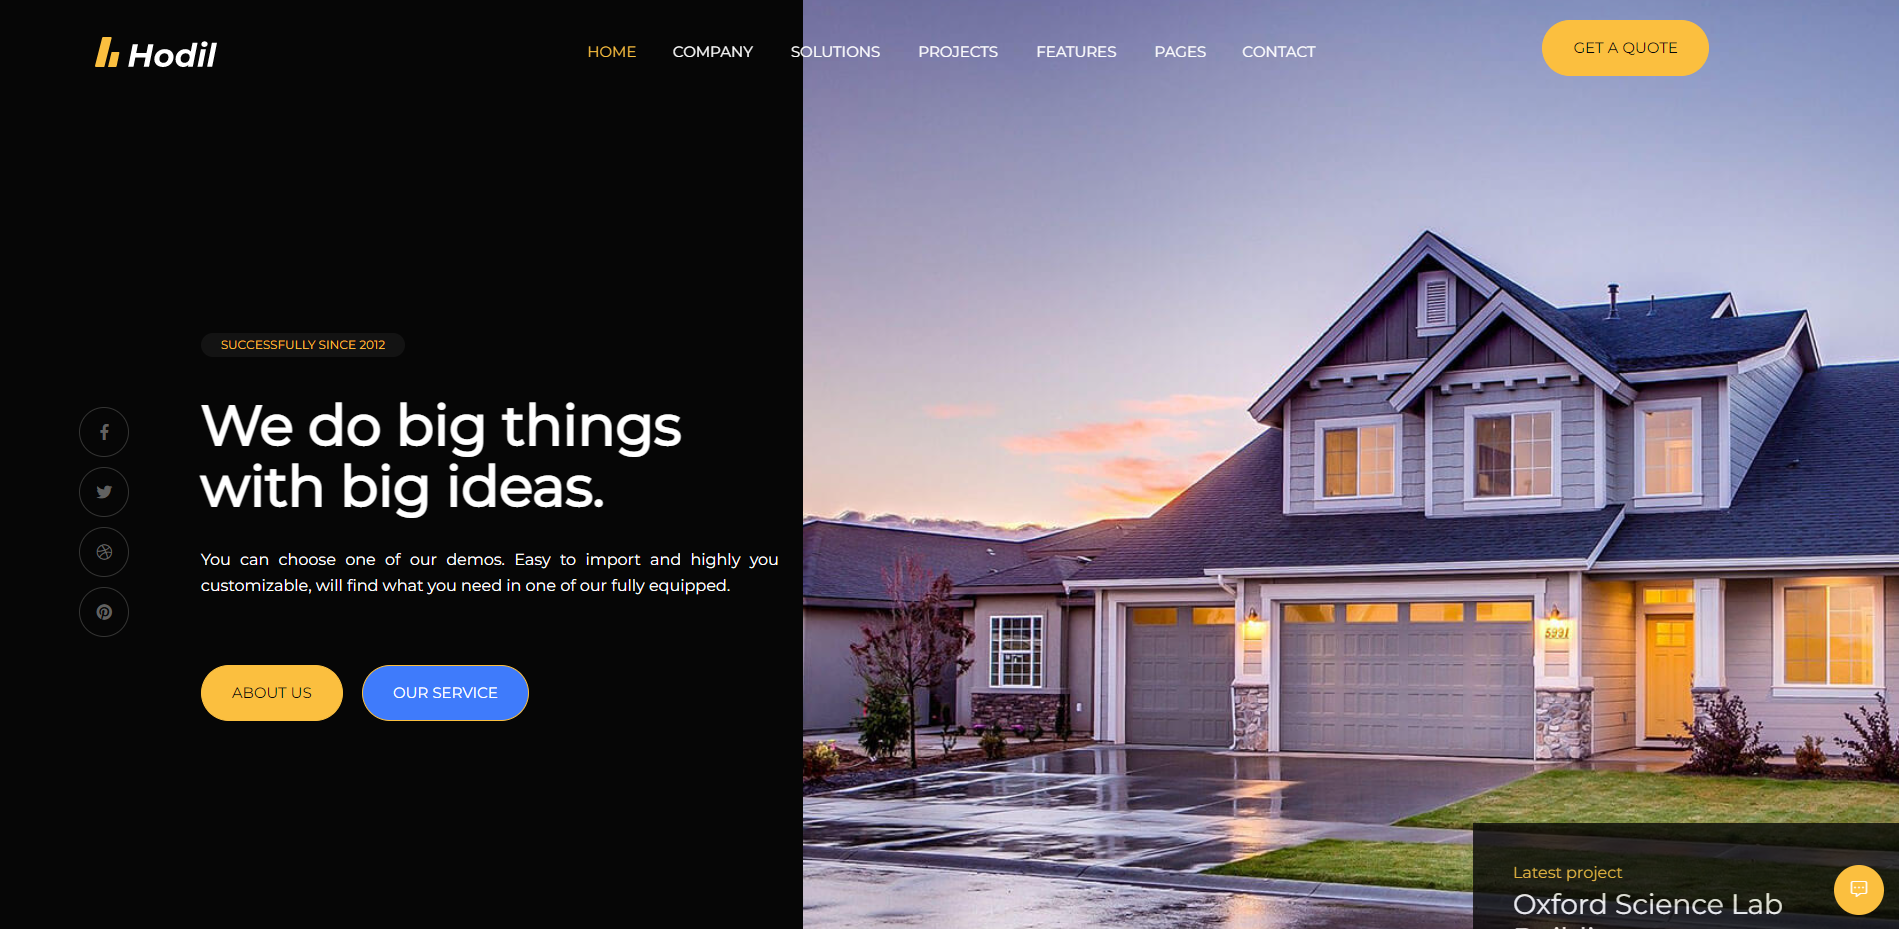 Hodil
HOME COMPANY SOLUTIONS PROJECTS FEATURES PAGES CONTACT
GET A QUOTE
SUCCESSFULLY SINCE 2012
We do big things
with big ideas.
You can choose one of our demos. Easy to import and highly you
customizable, will find what you need in one of our fully equipped.
ABOUT US
OUR SERVICE
5991
Latest project
Oxford Science Lab